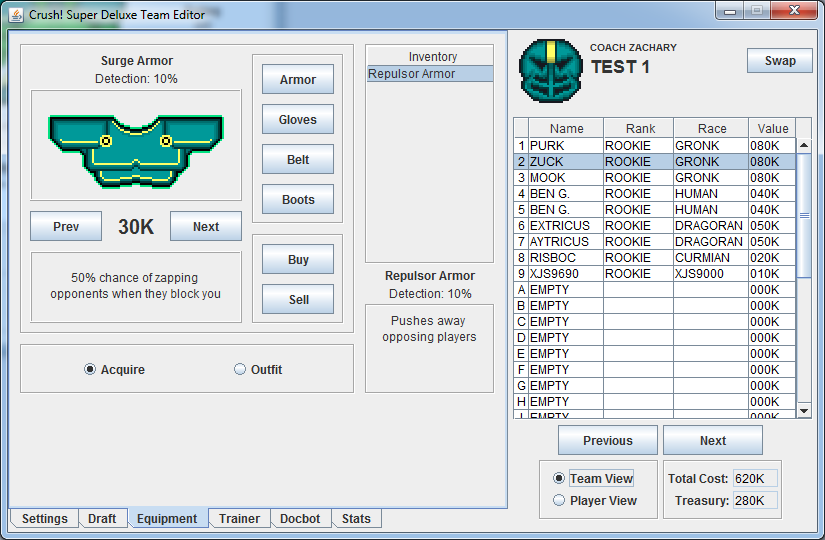 Crush! Super Deluxe Team Editor
Surge Armor
Detection: 10%
Armor
Gloves
Belt
Boots
Prev
30K
Next
Buy
Sell
50% chance of zapping
opponents when they block you
Acquire
Outfit
Inventory
Repulsor Armor
Repulsor Armor
Detection: 10%
Pushes away
opposing players
COACH ZACHARY
TEST 1
Swap
Name Rank Race Value
1 PURK ROOKIE GRONK 080K
2 ZUCK ROOKIE GRONK 080K
3 MOOK ROOKIE GRONK 080K
4 BEN G. ROOKIE HUMAN 040K
5 BEN G. ROOKIE HUMAN 040K
6 EXTRICUS ROOKIE DRAGORAN 050K
7 AYTRICUS ROOKIE DRAGORAN 050K
8 RISBOC ROOKIE CURMIAN 020K
9 XJS9690 ROOKIE XJS9000 010K
A EMPTY 000K
B EMPTY 000K
C EMPTY 000K
D EMPTY 000K
E EMPTY 000K
F EMPTY 000K
G EMPTY 000K
H EMPTY 000K
EMPTY 000K
Previous
Next
Team View
Player View
Total Cost: 620K
Treasury: 280K
Settings
Draft
Equipment
Trainer
Docbot
Stats